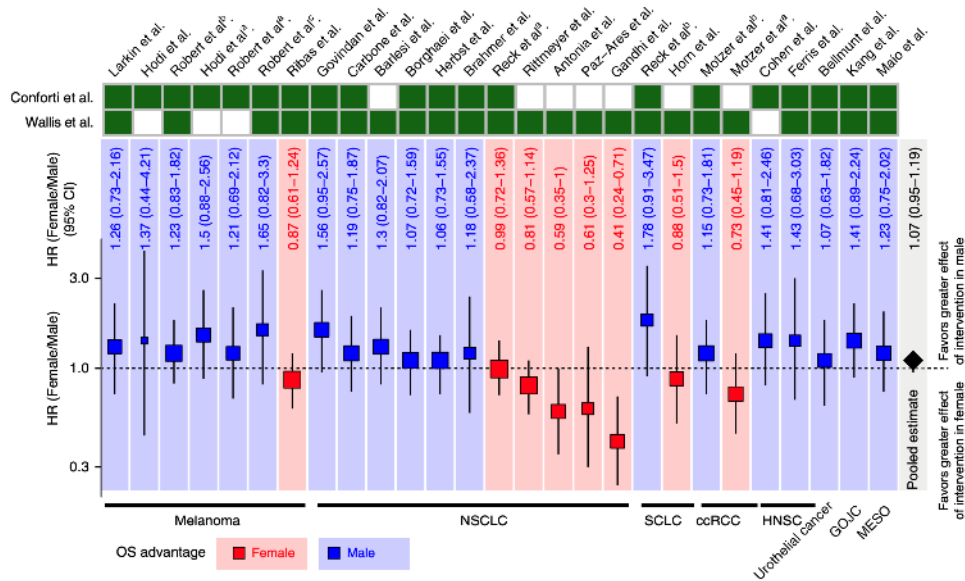 Larkin et al.
Hodi et al.
Robert et alᵇ.
Hodi et alᵃ.
Robert et alᵃ.
Robert et alᶜ.
Ribas et al.
Govindan et al.
Carbone et al.
Barlesi et al.
Borghaei et al.
Herbst et al.
Brahmer et al.
Reck et alᵃ.
Rittmeyer et al.
Antonia et al.
Paz-Ares et al.
Gandhi et al.
Reck et alᵇ.
Horn et al.
Motzer et alᵇ.
Motzer et alᵃ.
Cohen et al.
Ferris et al.
Bellmunt et al.
Kang et al.
Maio et al.
Conforti et al.
Wallis et al.
HR (Female/Male)
(95% CI)
1.26 (0.73–2.16)
1.37 (0.44–4.21)
1.23 (0.83–1.82)
1.5 (0.88–2.56)
1.21 (0.69–2.12)
1.65 (0.82–3.3)
0.87 (0.61–1.24)
1.56 (0.95–2.57)
1.19 (0.75–1.87)
1.3 (0.82–2.07)
1.07 (0.72–1.59)
1.06 (0.73–1.55)
1.18 (0.58–2.37)
0.99 (0.72–1.36)
0.81 (0.57–1.14)
0.59 (0.35–1)
0.61 (0.3–1.25)
0.41 (0.24–0.71)
1.78 (0.91–3.47)
0.88 (0.51–1.5)
1.15 (0.73–1.81)
0.73 (0.45–1.19)
1.41 (0.81–2.46)
1.43 (0.68–3.03)
1.07 (0.63–1.82)
1.41 (0.89–2.24)
1.23 (0.75–2.02)
1.07 (0.95–1.19)
HR (Female/Male)
3.0
1.0
0.3
Favors greater effect
of intervention in male
Favors greater effect
of intervention in female
Pooled estimate
Melanoma
NSCLC
SCLC
ccRCC
HNSC
Urothelial cancer
GOJC
MESO
OS advantage
Female
Male